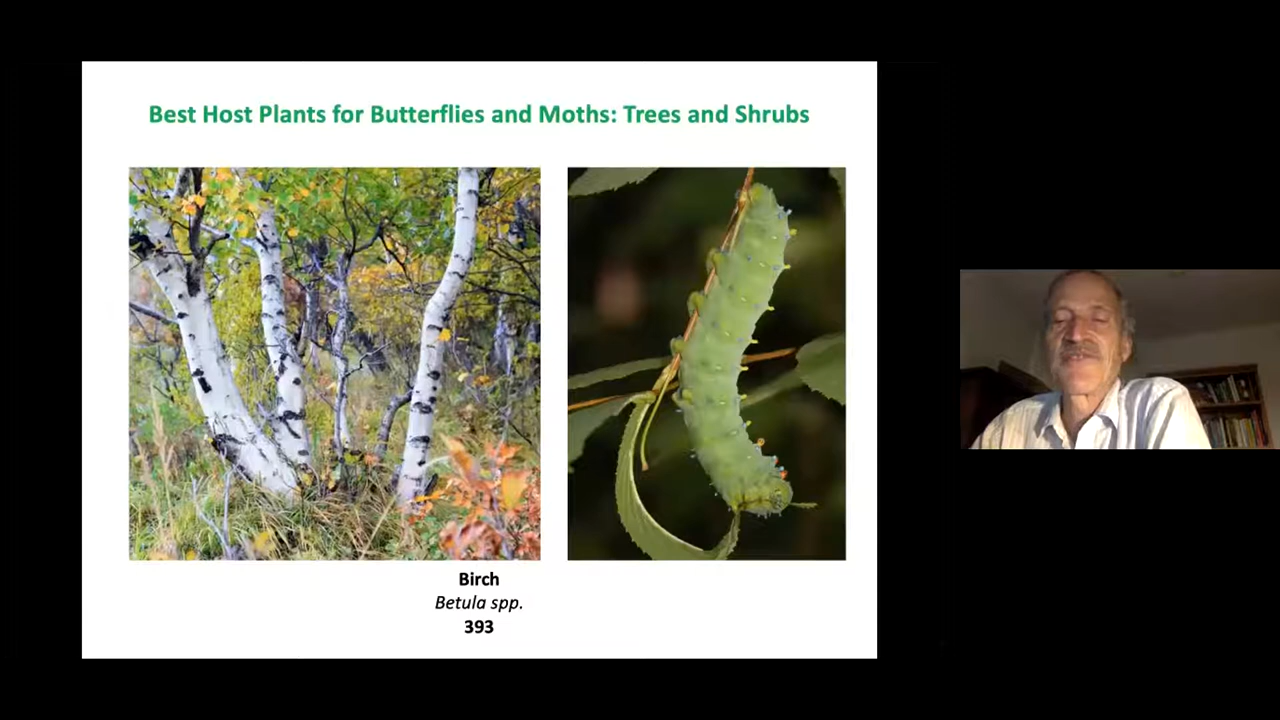 Best Host Plants for Butterflies and Moths: Trees and Shrubs
Birch
Betula spp.
393